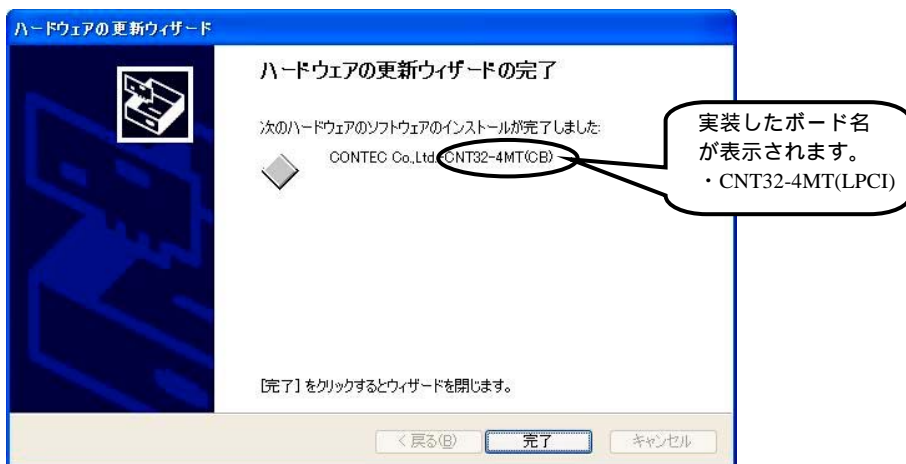 ハードウェアの更新ウィザード
ハードウェアの更新ウィザードの完了
次のハードウェアのソフトウェアのインストールが完了しました:
CONTEC Co.,Ltd. CNT32-4MT(CB)
実装したボード名
が表示されます。
・CNT32-4MT(LPCI)
[完了] をクリックするとウィザードを閉じます。
< 戻る(B)
完了
キャンセル